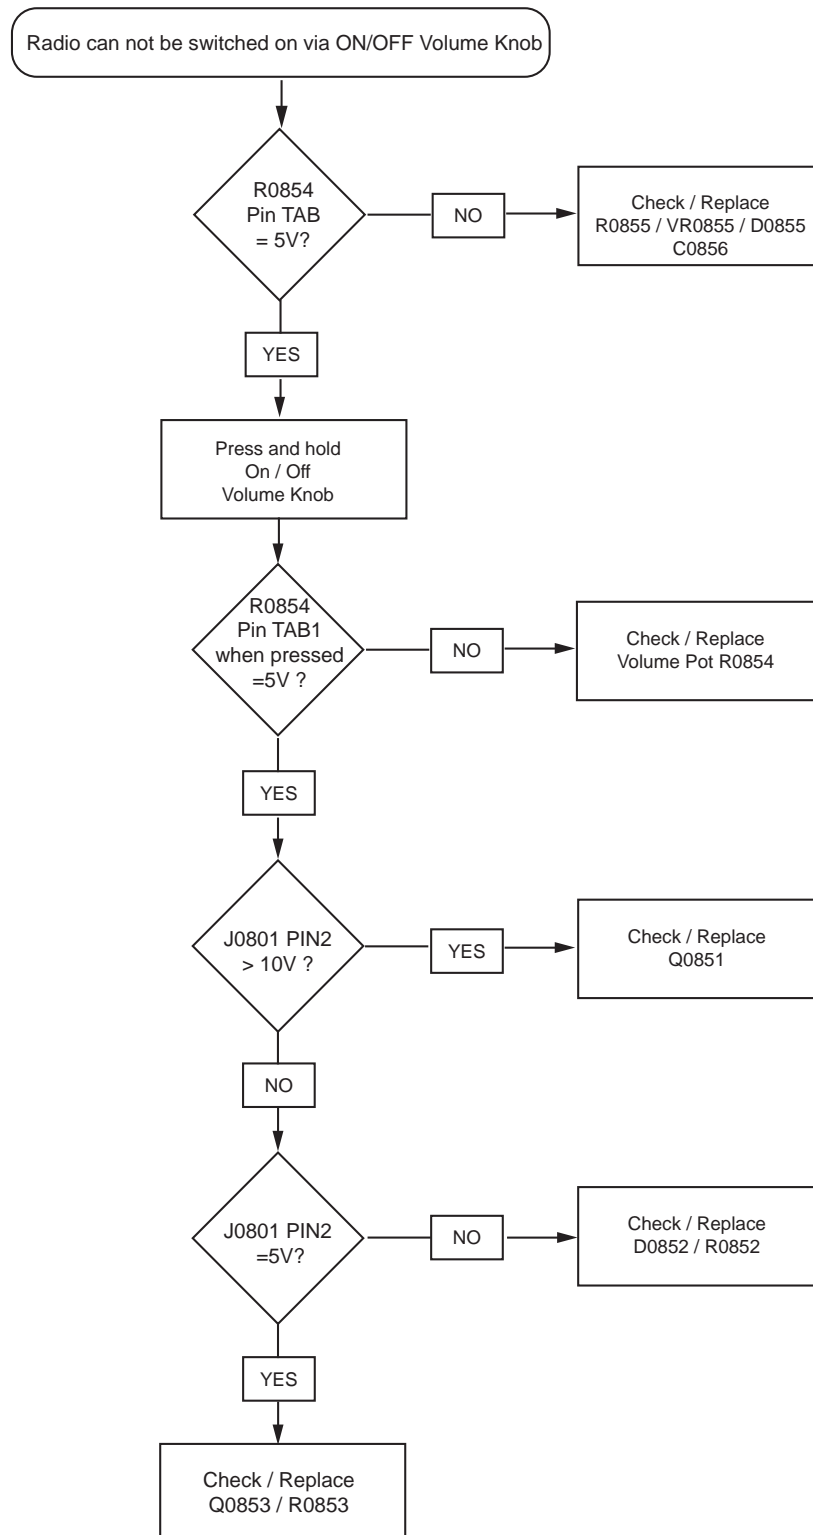 Radio can not be switched on via ON/OFF Volume Knob
R0854
Pin TAB
= 5V?
NO
Check / Replace
R0855 / VR0855 / D0855
C0856
YES
Press and hold
On / Off
Volume Knob
R0854
Pin TAB1
when pressed
=5V ?
NO
Check / Replace
Volume Pot R0854
YES
J0801 PIN2
> 10V ?
YES
Check / Replace
Q0851
NO
J0801 PIN2
=5V?
NO
Check / Replace
D0852 / R0852
YES
Check / Replace
Q0853 / R0853